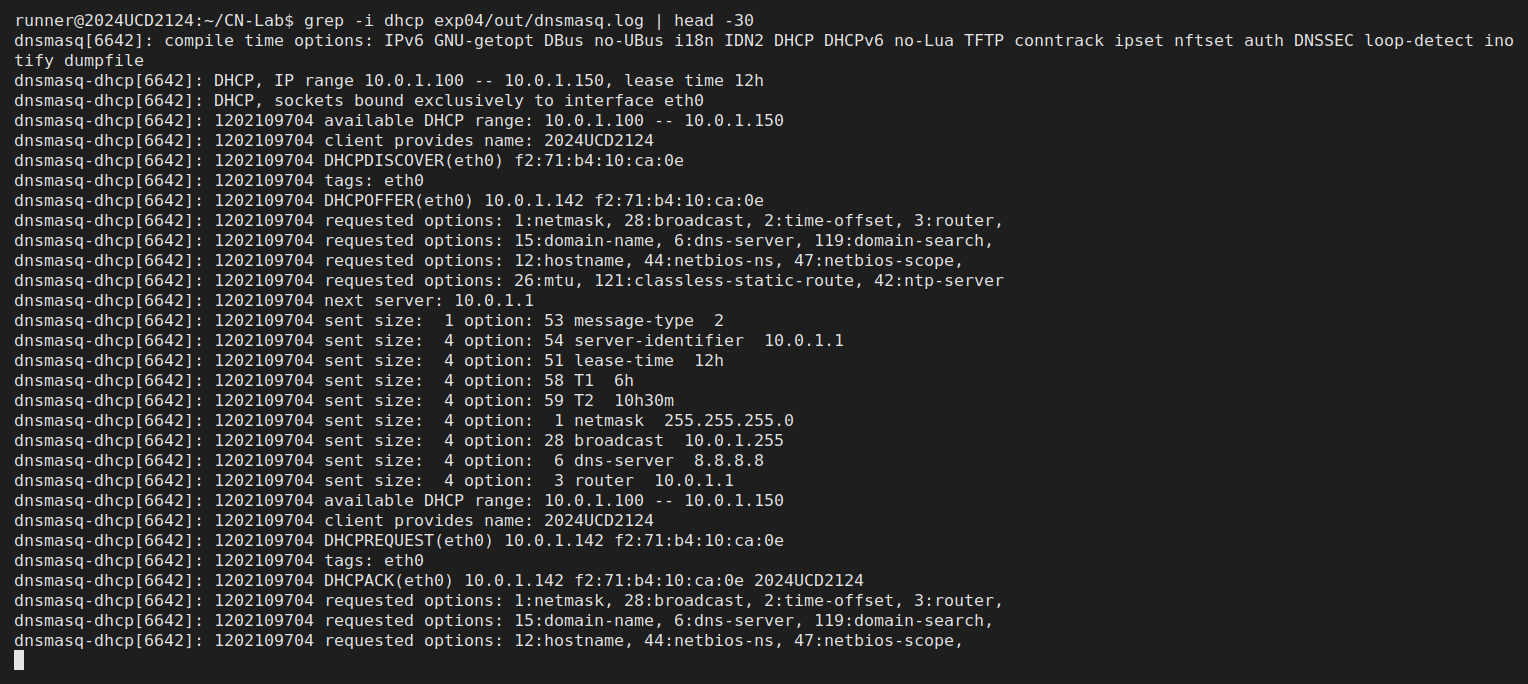 runner@2024UCD2124:~/CN-Lab$ grep -i dhcp exp04/out/dnsmasq.log | head -30
dnsmasq[6642]: compile time options: IPv6 GNU-getopt DBus no-UBus i18n IDN2 DHCP DHCPv6 no-Lua TFTP conntrack ipset nftset auth DNSSEC loop-detect ino
tify dumpfile
dnsmasq-dhcp[6642]: DHCP, IP range 10.0.1.100 -- 10.0.1.150, lease time 12h
dnsmasq-dhcp[6642]: DHCP, sockets bound exclusively to interface eth0
dnsmasq-dhcp[6642]: 1202109704 available DHCP range: 10.0.1.100 -- 10.0.1.150
dnsmasq-dhcp[6642]: 1202109704 client provides name: 2024UCD2124
dnsmasq-dhcp[6642]: 1202109704 DHCPDISCOVER(eth0) f2:71:b4:10:ca:0e
dnsmasq-dhcp[6642]: 1202109704 tags: eth0
dnsmasq-dhcp[6642]: 1202109704 DHCPOFFER(eth0) 10.0.1.142 f2:71:b4:10:ca:0e
dnsmasq-dhcp[6642]: 1202109704 requested options: 1:netmask, 28:broadcast, 2:time-offset, 3:router,
dnsmasq-dhcp[6642]: 1202109704 requested options: 15:domain-name, 6:dns-server, 119:domain-search,
dnsmasq-dhcp[6642]: 1202109704 requested options: 12:hostname, 44:netbios-ns, 47:netbios-scope,
dnsmasq-dhcp[6642]: 1202109704 requested options: 26:mtu, 121:classless-static-route, 42:ntp-server
dnsmasq-dhcp[6642]: 1202109704 next server: 10.0.1.1
dnsmasq-dhcp[6642]: 1202109704 sent size:  1 option: 53 message-type  2
dnsmasq-dhcp[6642]: 1202109704 sent size:  4 option: 54 server-identifier  10.0.1.1
dnsmasq-dhcp[6642]: 1202109704 sent size:  4 option: 51 lease-time  12h
dnsmasq-dhcp[6642]: 1202109704 sent size:  4 option: 58 T1  6h
dnsmasq-dhcp[6642]: 1202109704 sent size:  4 option: 59 T2  10h30m
dnsmasq-dhcp[6642]: 1202109704 sent size:  4 option:  1 netmask  255.255.255.0
dnsmasq-dhcp[6642]: 1202109704 sent size:  4 option: 28 broadcast  10.0.1.255
dnsmasq-dhcp[6642]: 1202109704 sent size:  4 option:  6 dns-server  8.8.8.8
dnsmasq-dhcp[6642]: 1202109704 sent size:  4 option:  3 router  10.0.1.1
dnsmasq-dhcp[6642]: 1202109704 available DHCP range: 10.0.1.100 -- 10.0.1.150
dnsmasq-dhcp[6642]: 1202109704 client provides name: 2024UCD2124
dnsmasq-dhcp[6642]: 1202109704 DHCPREQUEST(eth0) 10.0.1.142 f2:71:b4:10:ca:0e
dnsmasq-dhcp[6642]: 1202109704 tags: eth0
dnsmasq-dhcp[6642]: 1202109704 DHCPACK(eth0) 10.0.1.142 f2:71:b4:10:ca:0e 2024UCD2124
dnsmasq-dhcp[6642]: 1202109704 requested options: 1:netmask, 28:broadcast, 2:time-offset, 3:router,
dnsmasq-dhcp[6642]: 1202109704 requested options: 15:domain-name, 6:dns-server, 119:domain-search,
dnsmasq-dhcp[6642]: 1202109704 requested options: 12:hostname, 44:netbios-ns, 47:netbios-scope,